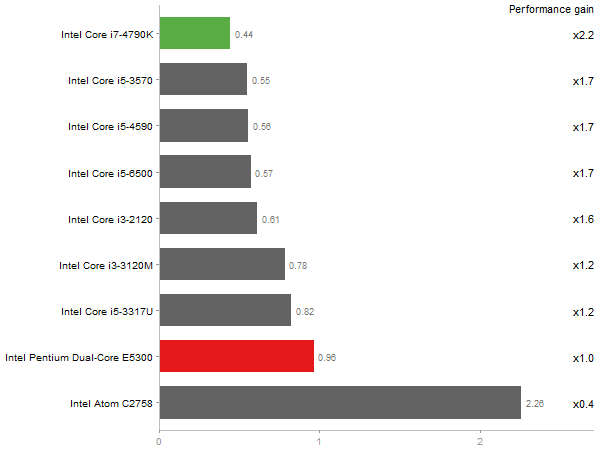 Performance gain
Intel Core i7-4790K 0.44 x2.2
Intel Core i5-3570 0.55 x1.7
Intel Core i5-4590 0.56 x1.7
Intel Core i5-6500 0.57 x1.7
Intel Core i3-2120 0.61 x1.6
Intel Core i3-3120M 0.78 x1.2
Intel Core i5-3317U 0.82 x1.2
Intel Pentium Dual-Core E5300 0.96 x1.0
Intel Atom C2758 2.26 x0.4
0 1 2